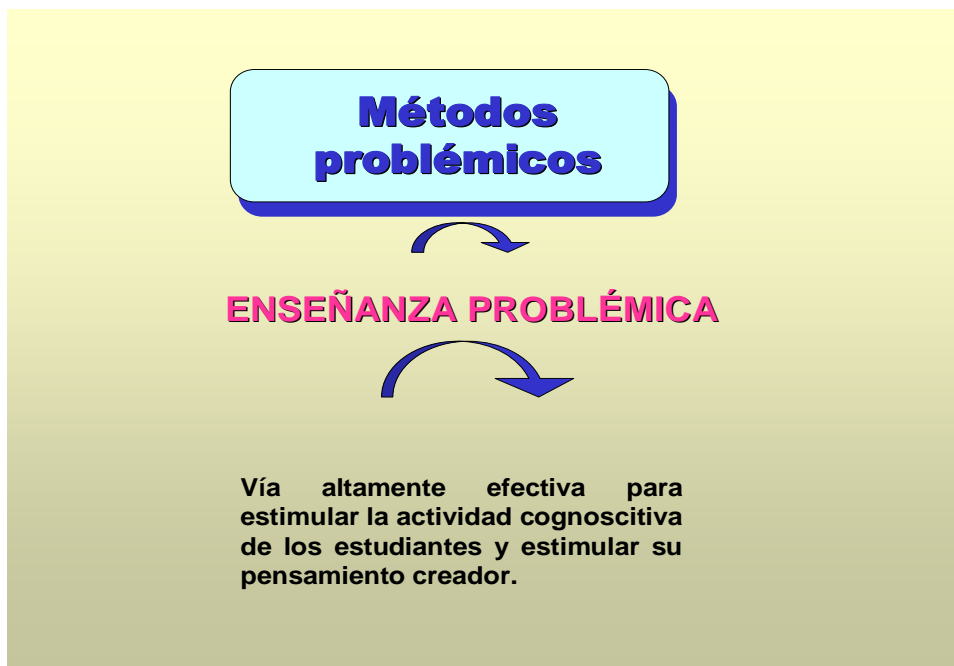 Métodos
problémicos
ENSEÑANZA PROBLÉMICA
Vía altamente efectiva para
estimular la actividad cognoscitiva
de los estudiantes y estimular su
pensamiento creador.